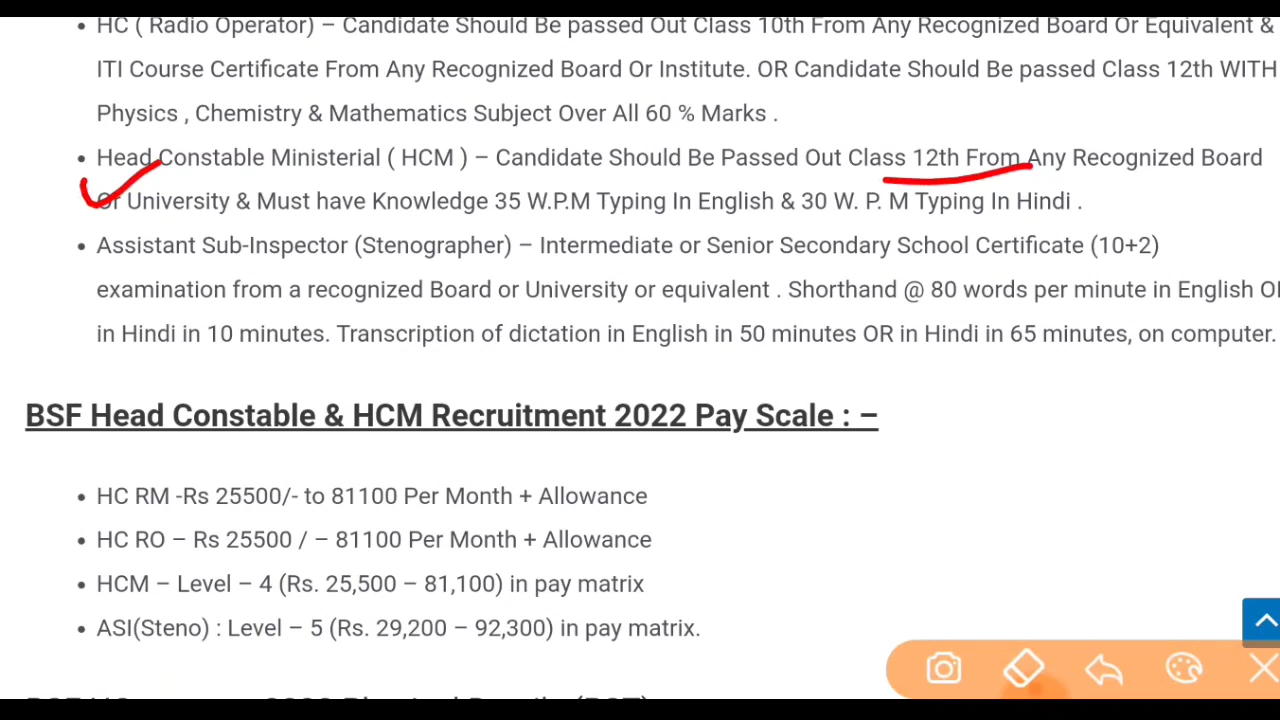 HC ( Radio Operator) – Candidate Should Be passed Out Class 10th From Any Recognized Board Or Equivalent &
ITI Course Certificate From Any Recognized Board Or Institute. OR Candidate Should Be passed Class 12th WITH
Physics , Chemistry & Mathematics Subject Over All 60 % Marks .
Head Constable Ministerial ( HCM ) – Candidate Should Be Passed Out Class 12th From Any Recognized Board
Or University & Must have Knowledge 35 W.P.M Typing In English & 30 W. P. M Typing In Hindi .
Assistant Sub-Inspector (Stenographer) – Intermediate or Senior Secondary School Certificate (10+2)
examination from a recognized Board or University or equivalent . Shorthand @ 80 words per minute in English OR
in Hindi in 10 minutes. Transcription of dictation in English in 50 minutes OR in Hindi in 65 minutes, on computer.
BSF Head Constable & HCM Recruitment 2022 Pay Scale : –
HC RM -Rs 25500/- to 81100 Per Month + Allowance
HC RO – Rs 25500 / – 81100 Per Month + Allowance
HCM – Level – 4 (Rs. 25,500 – 81,100) in pay matrix
ASI(Steno) : Level – 5 (Rs. 29,200 – 92,300) in pay matrix.